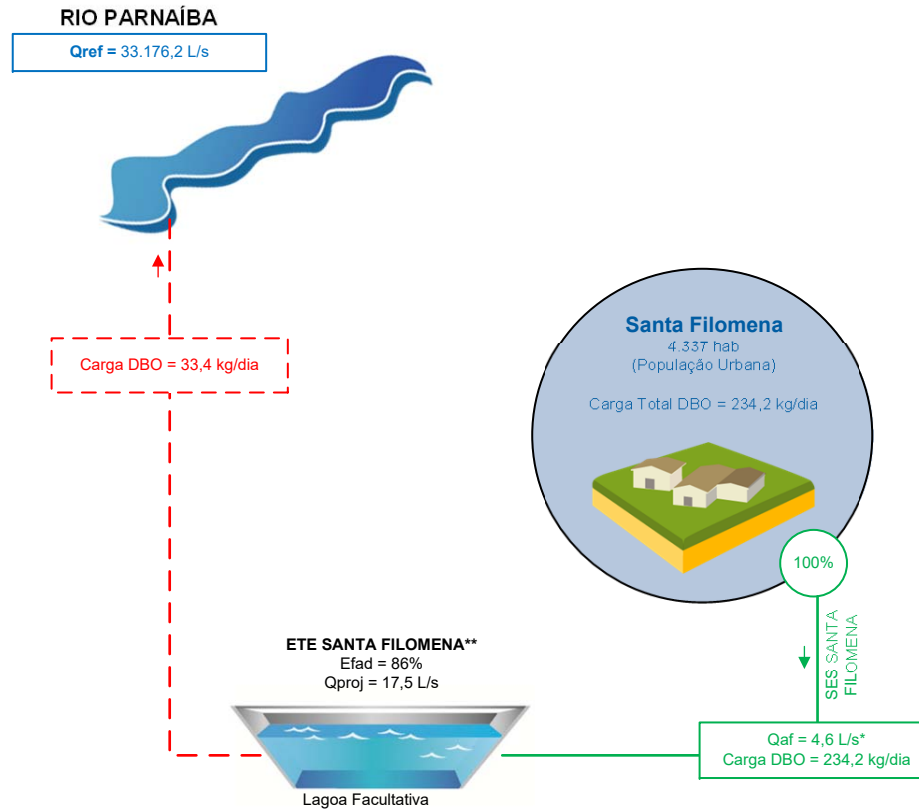 RIO PARNAÍBA
Qref = 33.176,2 L/s
Carga DBO = 33,4 kg/dia
Santa Filomena
4.337 hab
(População Urbana)
Carga Total DBO = 234,2 kg/dia
100%
SES SANTA
FILOMENA
ETE SANTA FILOMENA**
Efad = 86%
Qproj = 17,5 L/s
Lagoa Facultativa
Qaf = 4,6 L/s*
Carga DBO = 234,2 kg/dia